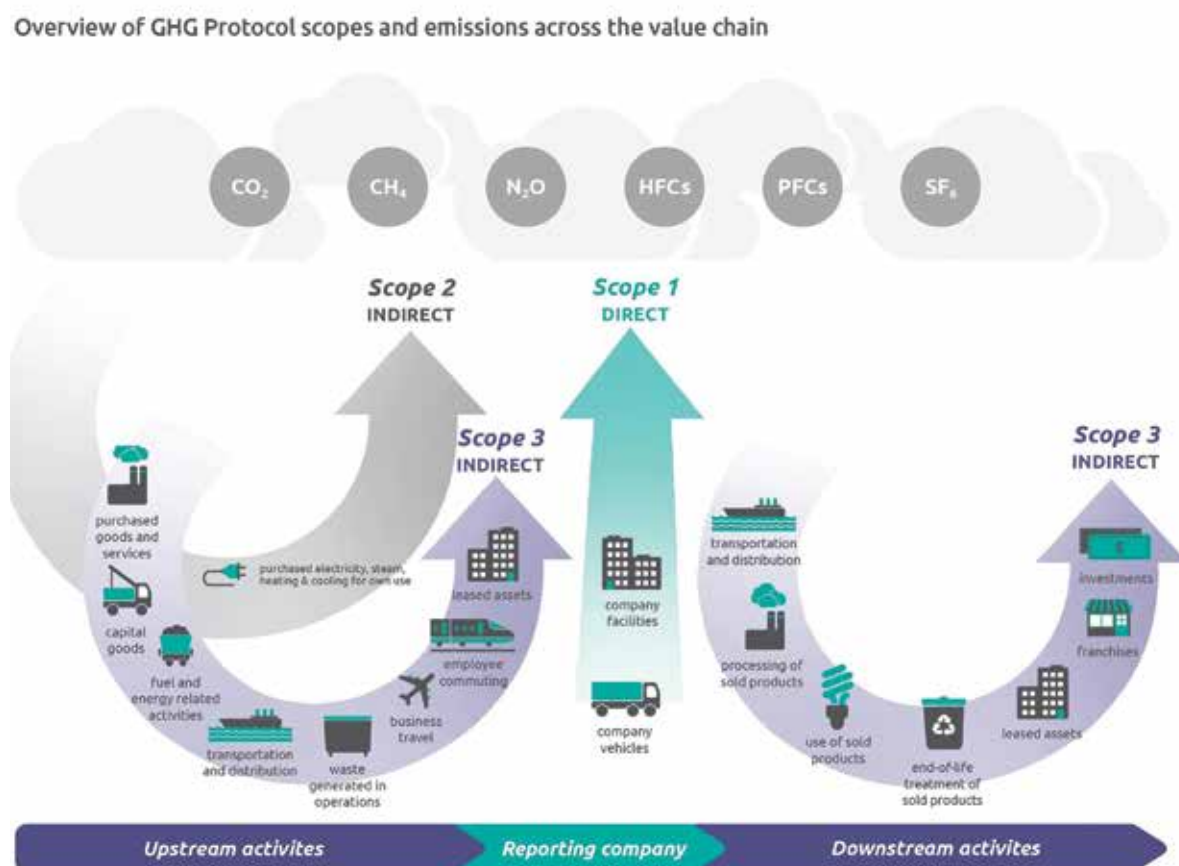 Overview of GHG Protocol scopes and emissions across the value chain
CO₂
CH₄
N₂O
HFCs
PFCs
SF₆
Scope 2
INDIRECT
Scope 1
DIRECT
Scope 3
INDIRECT
Scope 3
INDIRECT
purchased
goods and
services
capital
goods
fuel and
energy related
activities
transportation
and distribution
waste
generated in
operations
business
travel
employee
commuting
leased assets
purchased electricity, steam,
heating & cooling for own use
company
facilities
company
vehicles
transportation
and distribution
processing of
sold products
use of sold
products
end-of-life
treatment of
sold products
leased assets
franchises
investments
Upstream activites
Reporting company
Downstream activites